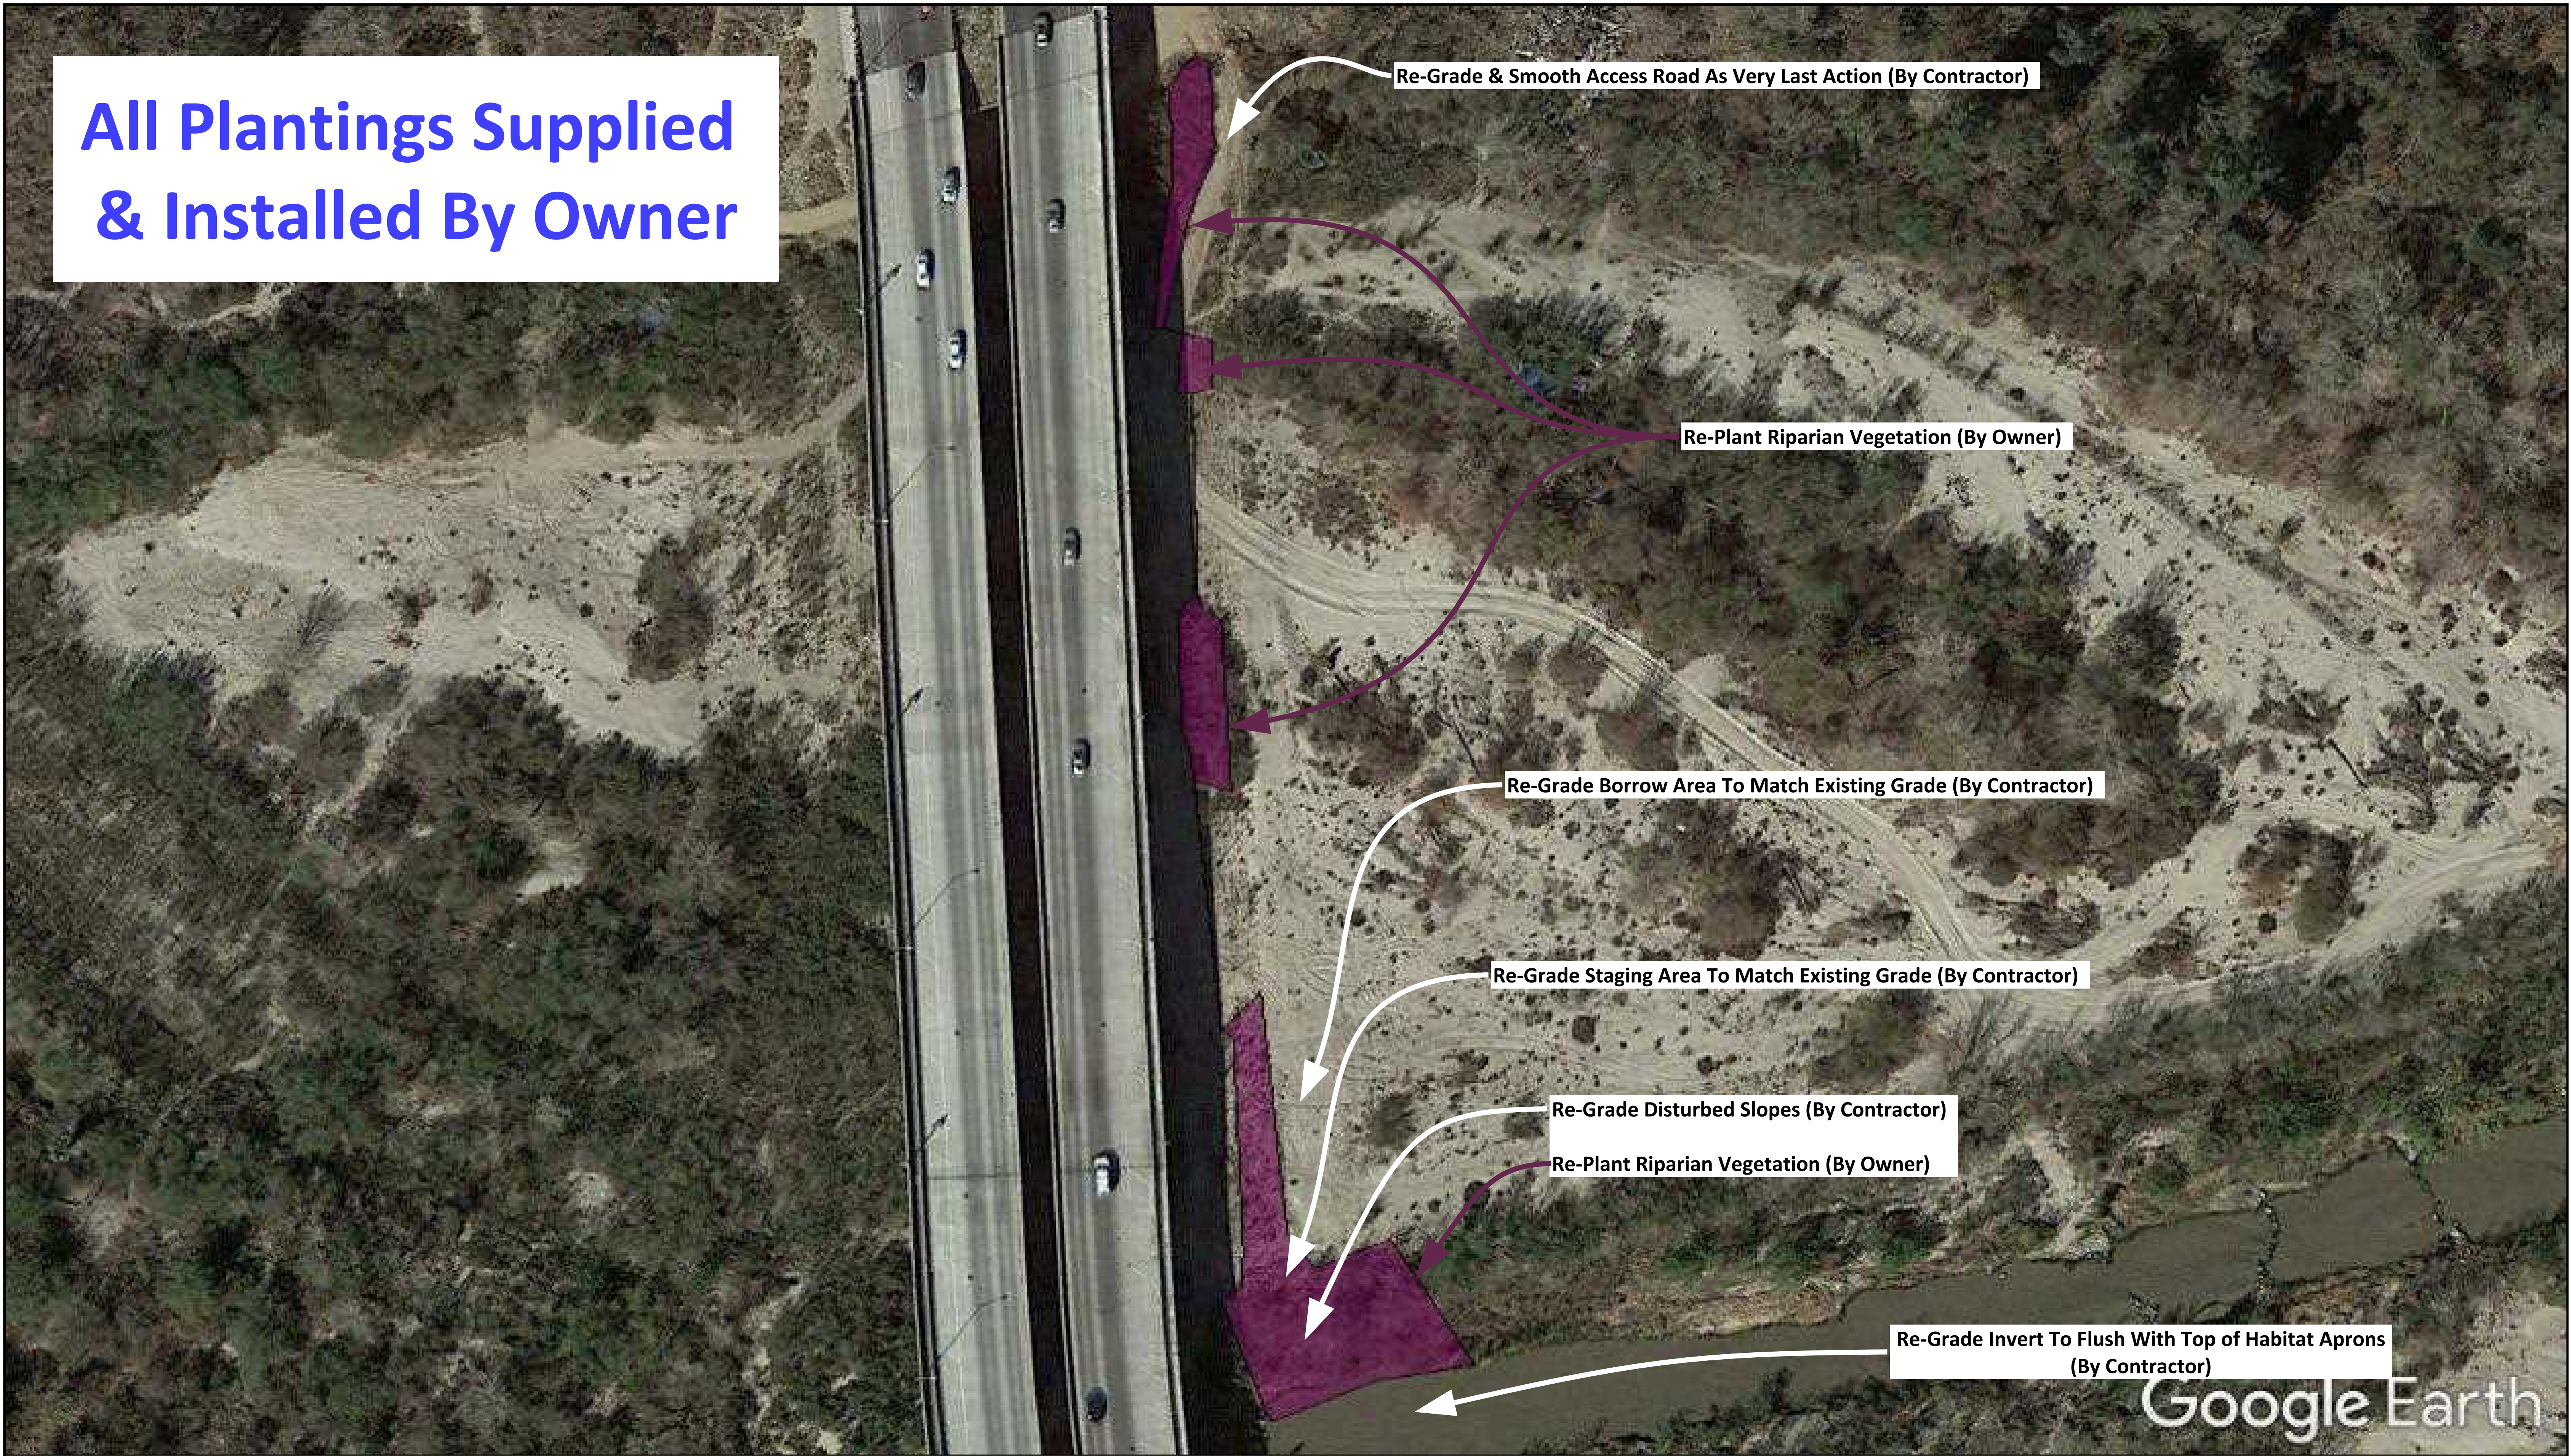 All Plantings Supplied
& Installed By Owner
Re-Grade & Smooth Access Road As Very Last Action (By Contractor)
Re-Plant Riparian Vegetation (By Owner)
Re-Grade Borrow Area To Match Existing Grade (By Contractor)
Re-Grade Staging Area To Match Existing Grade (By Contractor)
Re-Grade Disturbed Slopes (By Contractor)
Re-Plant Riparian Vegetation (By Owner)
Re-Grade Invert To Flush With Top of Habitat Aprons
(By Contractor)
Google Earth